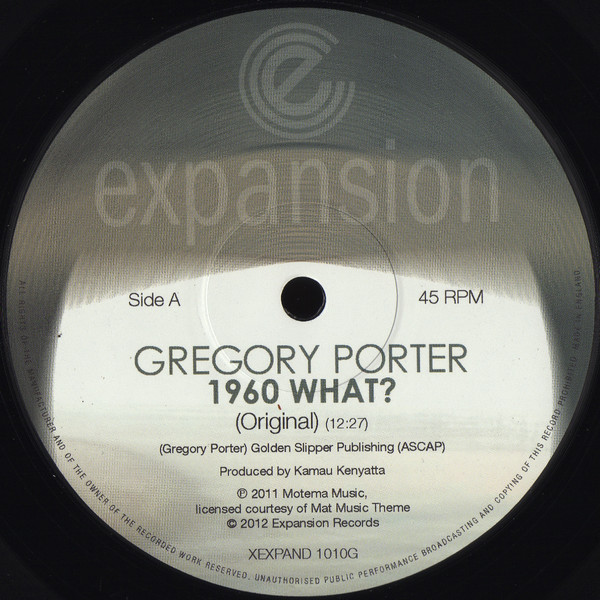 e
expansion
Side A
45 RPM
GREGORY PORTER
1960 WHAT?
(Original) (12:27)
(Gregory Porter) Golden Slipper Publishing (ASCAP)
Produced by Kamau Kenyatta
℗ 2011 Motema Music,
licensed courtesy of Mat Music Theme
© 2012 Expansion Records
XEXPAND 1010G
ALL RIGHTS OF THE MANUFACTURER AND OF THE OWNER OF THE RECORDED WORK RESERVED. UNAUTHORISED PUBLIC PERFORMANCE BROADCASTING AND COPYING OF THIS RECORD PROHIBITED. MADE IN ENGLAND.